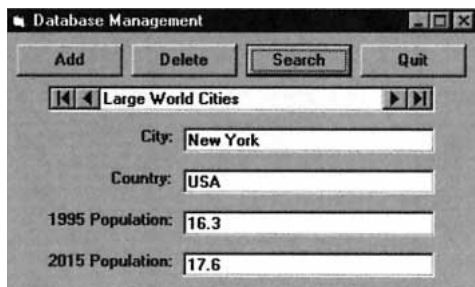 Database Management
Add Delete Search Quit
Large World Cities
City: New York
Country: USA
1995 Population: 16.3
2015 Population: 17.6